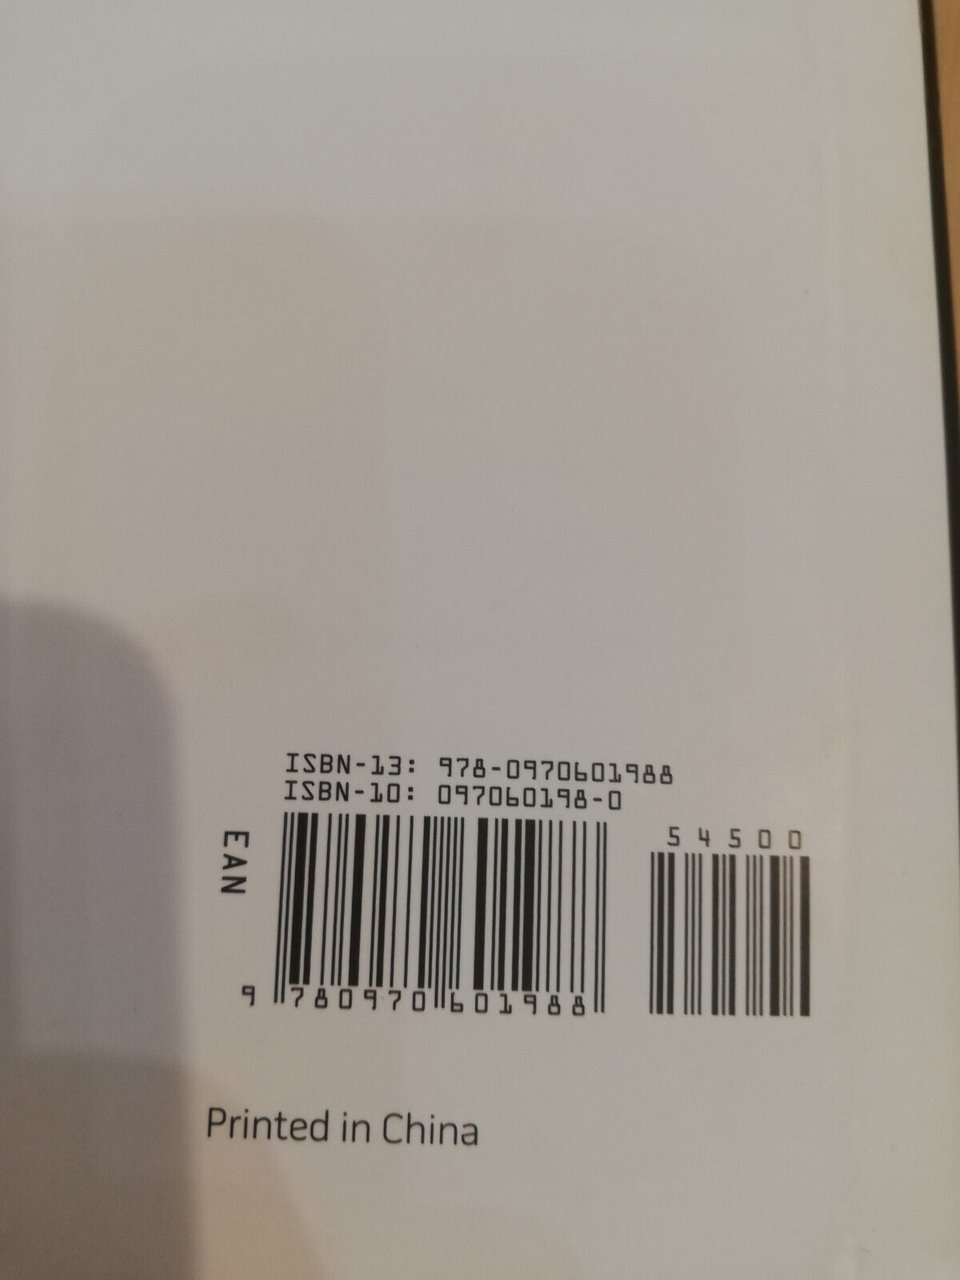 ISBN-13: 978-0970601988
ISBN-10: 097060198-0
EAN
54500
9 780970 601988
Printed in China